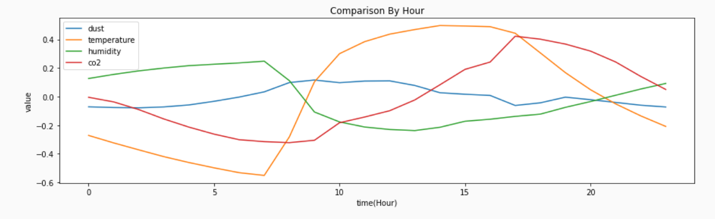 Comparison By Hour
dust
temperature
humidity
co2
value
0.4
0.2
0.0
−0.2
−0.4
−0.6
0
5
10
15
20
time(Hour)